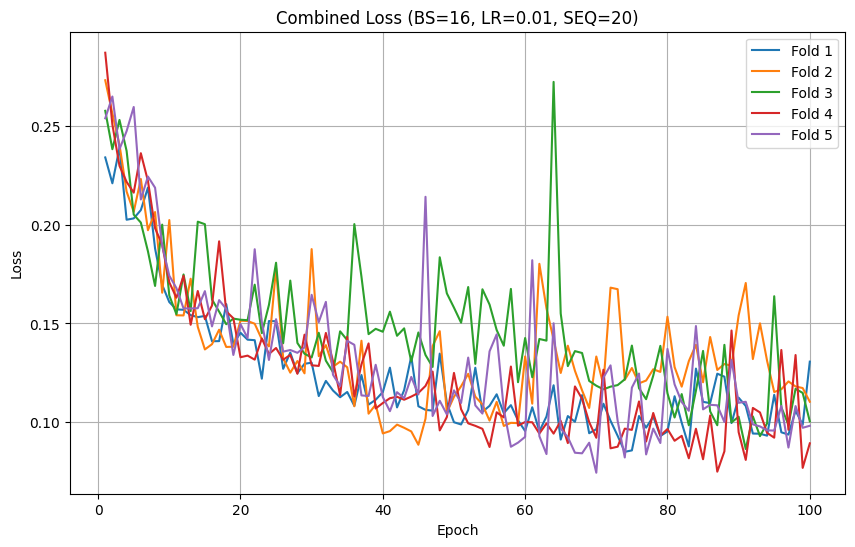 Combined Loss (BS=16, LR=0.01, SEQ=20)
Fold 1
Fold 2
Fold 3
Fold 4
Fold 5
Loss
0.25
0.20
0.15
0.10
0 20 40 60 80 100
Epoch